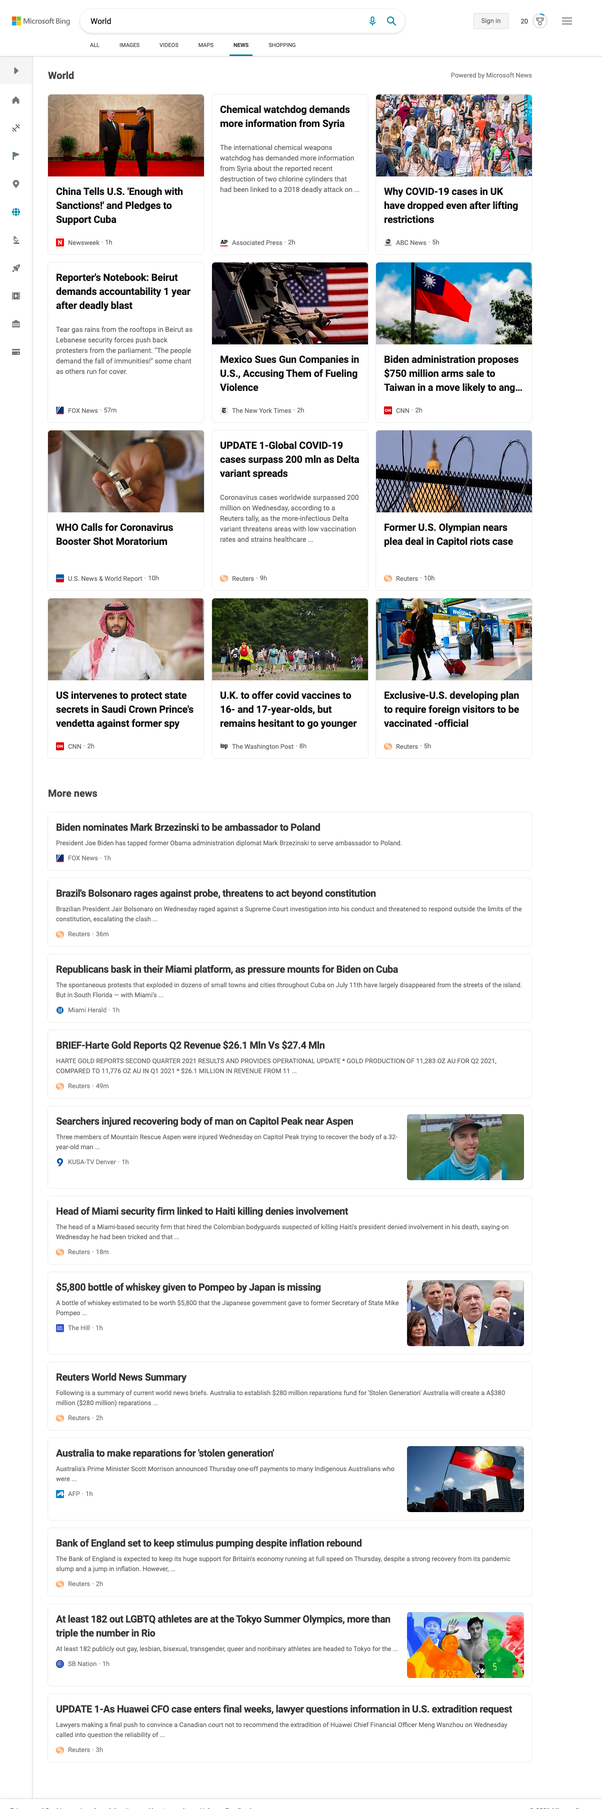 Microsoft Bing
World
Sign in
20
ALL
IMAGES
VIDEOS
MAPS
NEWS
SHOPPING
World
Powered by Microsoft News
China Tells U.S. 'Enough with
Sanctions!' and Pledges to
Support Cuba
Newsweek · 1h
Chemical watchdog demands
more information from Syria
The international chemical weapons
watchdog has demanded more information
from Syria about the reported recent
destruction of two chlorine cylinders that
had been linked to a 2018 deadly attack on ...
AP
Associated Press · 2h
Why COVID-19 cases in UK
have dropped even after lifting
restrictions
ABC News · 5h
Reporter's Notebook: Beirut
demands accountability 1 year
after deadly blast
Tear gas rains from the rooftops in Beirut as
Lebanese security forces push back
protesters from the parliament. "The people
demand the fall of immunities!" some chant
as others run for cover.
FOX News · 57m
Mexico Sues Gun Companies in
U.S., Accusing Them of Fueling
Violence
The New York Times · 2h
Biden administration proposes
$750 million arms sale to
Taiwan in a move likely to ang...
CNN · 2h
WHO Calls for Coronavirus
Booster Shot Moratorium
U.S. News & World Report · 10h
UPDATE 1-Global COVID-19
cases surpass 200 mln as Delta
variant spreads
Coronavirus cases worldwide surpassed 200
million on Wednesday, according to a
Reuters tally, as the more-infectious Delta
variant threatens areas with low vaccination
rates and strains healthcare ...
Reuters · 9h
Former U.S. Olympian nears
plea deal in Capitol riots case
Reuters · 10h
US intervenes to protect state
secrets in Saudi Crown Prince's
vendetta against former spy
CNN · 2h
U.K. to offer covid vaccines to
16- and 17-year-olds, but
remains hesitant to go younger
wp
The Washington Post · 8h
Exclusive-U.S. developing plan
to require foreign visitors to be
vaccinated -official
Reuters · 5h
More news
Biden nominates Mark Brzezinski to be ambassador to Poland
President Joe Biden has tapped former Obama administration diplomat Mark Brzezinski to serve ambassador to Poland.
FOX News · 1h
Brazil's Bolsonaro rages against probe, threatens to act beyond constitution
Brazilian President Jair Bolsonaro on Wednesday raged against a Supreme Court investigation into his conduct and threatened to respond outside the limits of the
constitution, escalating the clash ...
Reuters · 36m
Republicans bask in their Miami platform, as pressure mounts for Biden on Cuba
The spontaneous protests that exploded in dozens of small towns and cities throughout Cuba on July 11th have largely disappeared from the streets of the island.
But in South Florida — with Miami's ...
Miami Herald · 1h
BRIEF-Harte Gold Reports Q2 Revenue $26.1 Mln Vs $27.4 Mln
HARTE GOLD REPORTS SECOND QUARTER 2021 RESULTS AND PROVIDES OPERATIONAL UPDATE * GOLD PRODUCTION OF 11,283 OZ AU FOR Q2 2021,
COMPARED TO 11,776 OZ AU IN Q1 2021 * $26.1 MILLION IN REVENUE FROM 11 ...
Reuters · 49m
Searchers injured recovering body of man on Capitol Peak near Aspen
Three members of Mountain Rescue Aspen were injured Wednesday on Capitol Peak trying to recover the body of a 32-
year-old man ...
KUSA-TV Denver · 1h
Head of Miami security firm linked to Haiti killing denies involvement
The head of a Miami-based security firm that hired the Colombian bodyguards suspected of killing Haiti's president denied involvement in his death, saying on
Wednesday he had been tricked and that ...
Reuters · 18m
$5,800 bottle of whiskey given to Pompeo by Japan is missing
A bottle of whiskey estimated to be worth $5,800 that the Japanese government gave to former Secretary of State Mike
Pompeo ...
The Hill · 1h
Reuters World News Summary
Following is a summary of current world news briefs. Australia to establish $280 million reparations fund for 'Stolen Generation' Australia will create a A$380
million ($280 million) reparations ...
Reuters · 2h
Australia to make reparations for 'stolen generation'
Australia's Prime Minister Scott Morrison announced Thursday one-off payments to many Indigenous Australians who
were ...
AFP · 1h
Bank of England set to keep stimulus pumping despite inflation rebound
The Bank of England is expected to keep its huge support for Britain's economy running at full speed on Thursday, despite a strong recovery from its pandemic
slump and a jump in inflation. However, ...
Reuters · 2h
At least 182 out LGBTQ athletes are at the Tokyo Summer Olympics, more than
triple the number in Rio
At least 182 publicly out gay, lesbian, bisexual, transgender, queer and nonbinary athletes are headed to Tokyo for the ...
SB Nation · 1h
UPDATE 1-As Huawei CFO case enters final weeks, lawyer questions information in U.S. extradition request
Lawyers making a final push to convince a Canadian court not to recommend the extradition of Huawei Chief Financial Officer Meng Wanzhou on Wednesday
called into question the reliability of ...
Reuters · 3h